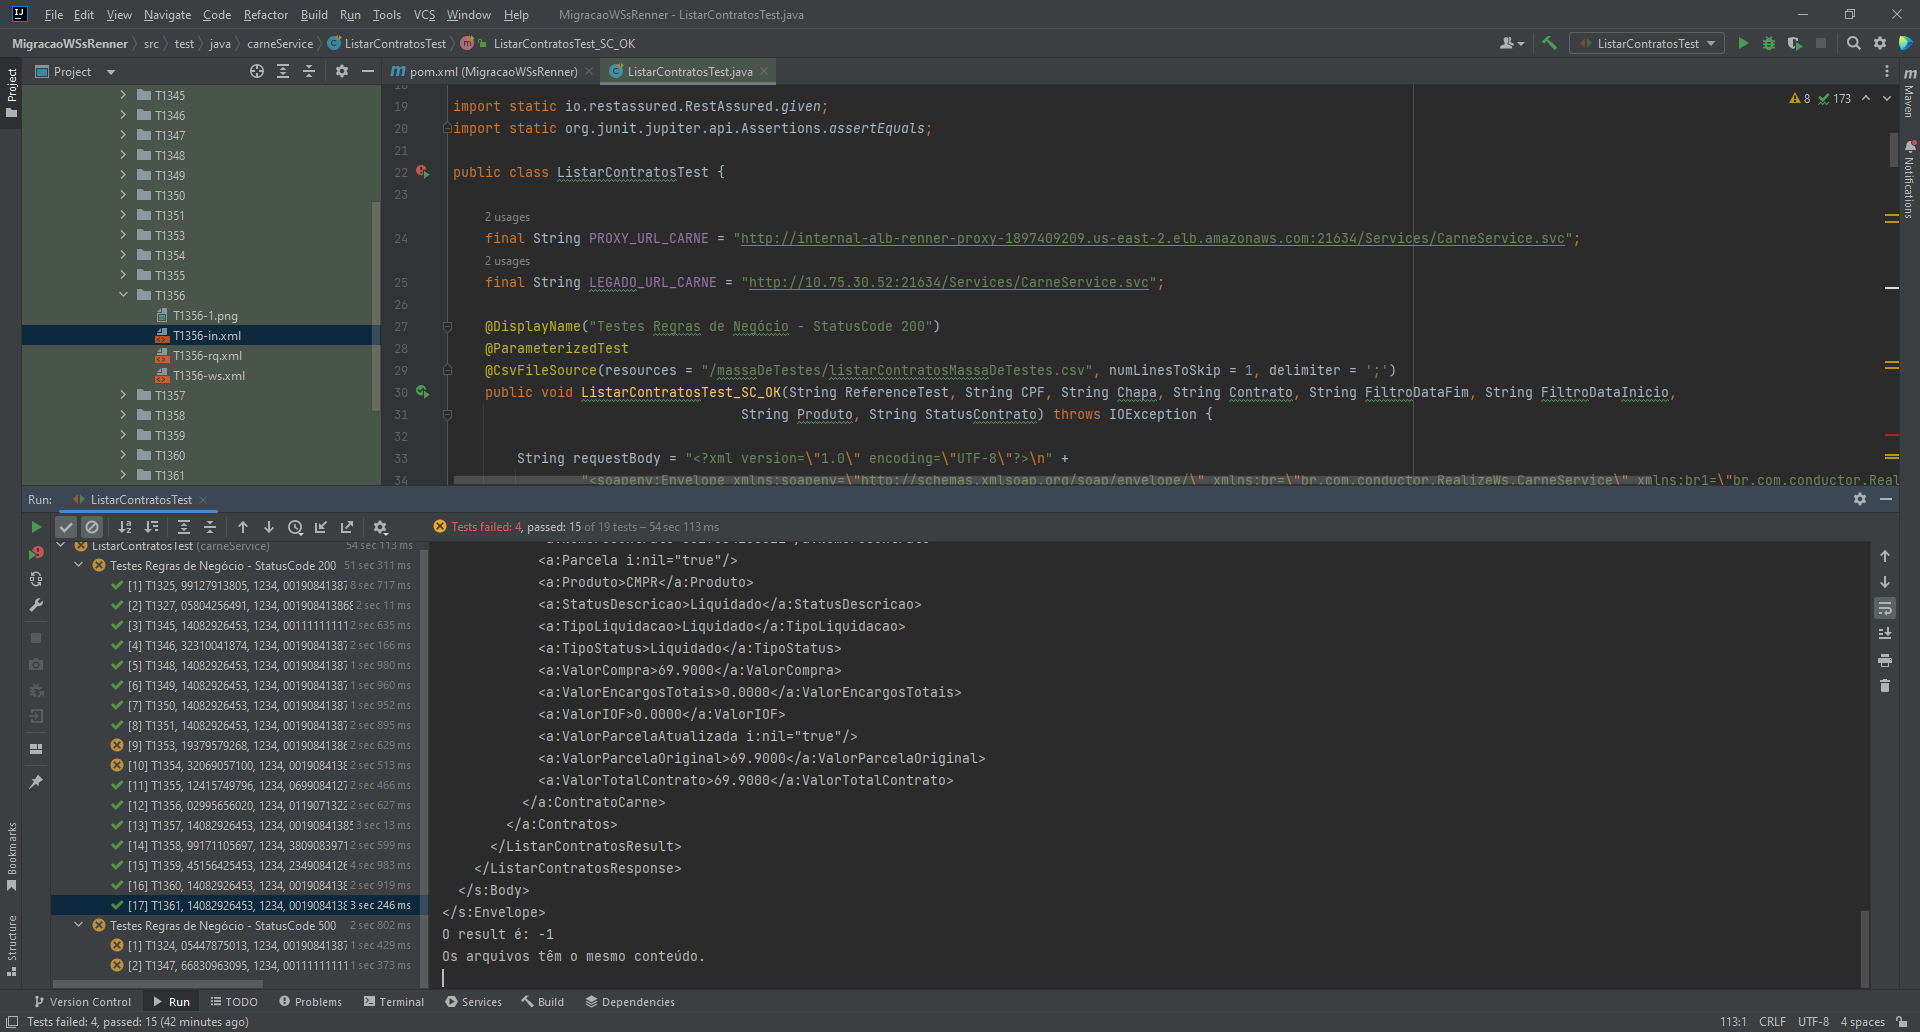 File Edit View Navigate Code Refactor Build Run Tools VCS Window Help MigracaoWSsRenner - ListarContratosTest.java
MigracaoWSsRenner src test java carneService ListarContratosTest ListarContratosTest_SC_OK ListarContratosTest
Project
Project
pom.xml (MigracaoWSsRenner) ListarContratosTest.java
Maven
Notifications
T1345
T1346
T1347
T1348
T1349
T1350
T1351
T1353
T1354
T1355
T1356
T1356-1.png
T1356-in.xml
T1356-rq.xml
T1356-ws.xml
T1357
T1358
T1359
T1360
T1361
8 173
18
19 import static io.restassured.RestAssured.given;
20 import static org.junit.jupiter.api.Assertions.assertEquals;
21
22 public class ListarContratosTest {
23
2 usages
24 final String PROXY_URL_CARNE = "http://internal-alb-renner-proxy-1897409209.us-east-2.elb.amazonaws.com:21634/Services/CarneService.svc";
2 usages
25 final String LEGADO_URL_CARNE = "http://10.75.30.52:21634/Services/CarneService.svc";
26
27 @DisplayName("Testes Regras de Negócio - StatusCode 200")
28 @ParameterizedTest
29 @CsvFileSource(resources = "/massaDeTestes/listarContratosMassaDeTestes.csv", numLinesToSkip = 1, delimiter = ';')
30 public void ListarContratosTest_SC_OK(String ReferenceTest, String CPF, String Chapa, String Contrato, String FiltroDataFim, String FiltroDataInicio,
31 String Produto, String StatusContrato) throws IOException {
32
33 String requestBody = "<?xml version=\"1.0\" encoding=\"UTF-8\"?>\n" +
34 "<soapenv:Envelope xmlns:soapenv=\"http://schemas.xmlsoap.org/soap/envelope/\" xmlns:br=\"br.com.conductor.RealizeWs.CarneService\" xmlns:br1=\"br.com.conductor.Real
Run: ListarContratosTest
Tests failed: 4, passed: 15 of 19 tests – 54 sec 113 ms
ListarContratosTest (carneService) 54 sec 113 ms
Testes Regras de Negócio - StatusCode 200 51 sec 311 ms
[1] T1325, 99127913805, 1234, 00190841387 8 sec 717 ms
[2] T1327, 05804256491, 1234, 001908413868 2 sec 11 ms
[3] T1345, 14082926453, 1234, 00111111111 2 sec 635 ms
[4] T1346, 32310041874, 1234, 00190841387 2 sec 166 ms
[5] T1348, 14082926453, 1234, 00190841387 1 sec 980 ms
[6] T1349, 14082926453, 1234, 00190841387 1 sec 960 ms
[7] T1350, 14082926453, 1234, 00190841387 1 sec 952 ms
[8] T1351, 14082926453, 1234, 00190841387 2 sec 895 ms
[9] T1353, 19379579268, 1234, 00190841386 2 sec 629 ms
[10] T1354, 32069057100, 1234, 0019084138 2 sec 513 ms
[11] T1355, 12415749796, 1234, 0699084127 2 sec 466 ms
[12] T1356, 02995656020, 1234, 0119071322 2 sec 627 ms
[13] T1357, 14082926453, 1234, 00190841385 3 sec 13 ms
[14] T1358, 99171105697, 1234, 3809083971 2 sec 599 ms
[15] T1359, 45156425453, 1234, 2349084126 4 sec 983 ms
[16] T1360, 14082926453, 1234, 0019084138 2 sec 919 ms
[17] T1361, 14082926453, 1234, 0019084138 3 sec 246 ms
Testes Regras de Negócio - StatusCode 500 2 sec 802 ms
[1] T1324, 05447875013, 1234, 00190841387 1 sec 429 ms
[2] T1347, 66830963095, 1234, 00111111111 1 sec 373 ms
<a:Parcela i:nil="true"/>
<a:Produto>CMPR</a:Produto>
<a:StatusDescricao>Liquidado</a:StatusDescricao>
<a:TipoLiquidacao>Liquidado</a:TipoLiquidacao>
<a:TipoStatus>Liquidado</a:TipoStatus>
<a:ValorCompra>69.9000</a:ValorCompra>
<a:ValorEncargosTotais>0.0000</a:ValorEncargosTotais>
<a:ValorIOF>0.0000</a:ValorIOF>
<a:ValorParcelaAtualizada i:nil="true"/>
<a:ValorParcelaOriginal>69.9000</a:ValorParcelaOriginal>
<a:ValorTotalContrato>69.9000</a:ValorTotalContrato>
</a:ContratoCarne>
</a:Contratos>
</ListarContratosResult>
</ListarContratosResponse>
</s:Body>
</s:Envelope>
O result é: -1
Os arquivos têm o mesmo conteúdo.
Bookmarks
Structure
Version Control Run TODO Problems Terminal Services Build Dependencies
Tests failed: 4, passed: 15 (42 minutes ago) 113:1 CRLF UTF-8 4 spaces